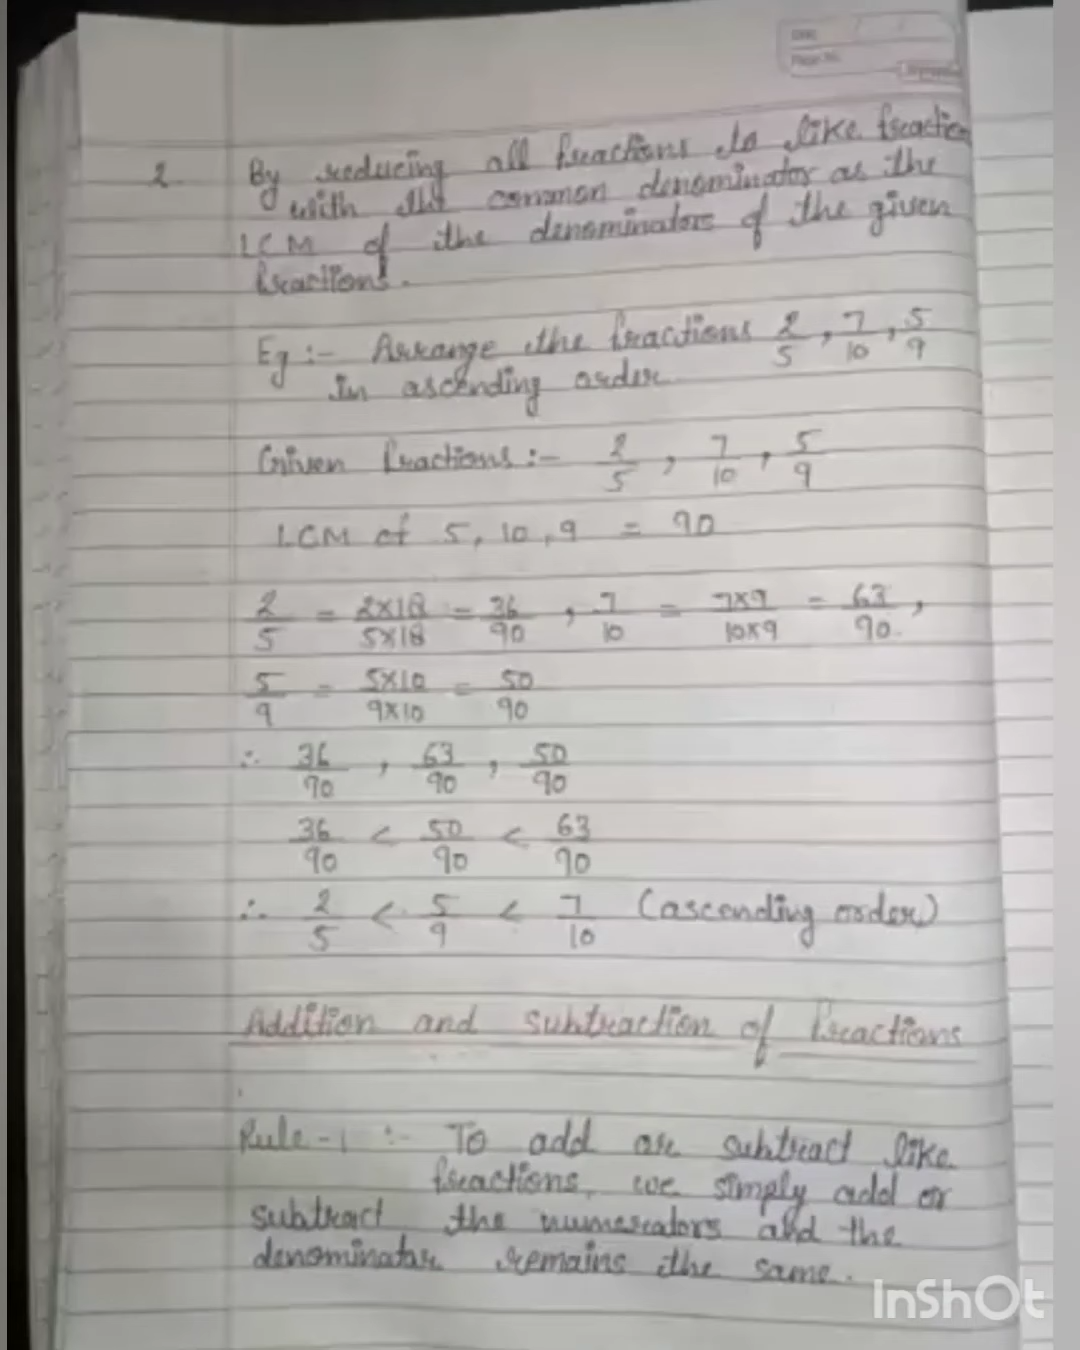 Date
Page No.
2 By reducing all fractions to like fraction
with the common denominator as the
LCM of the denominators of the given
fractions.
Eg :- Arrange the fractions 2/5, 7/10, 5/9
in ascending order
Given fractions :- 2/5, 7/10, 5/9
LCM of 5, 10, 9 = 90
2/5 = 2×18/5×18 = 36/90, 7/10 = 7×9/10×9 = 63/90,
5/9 = 5×10/9×10 = 50/90
∴ 36/90, 63/90, 50/90
36/90 < 50/90 < 63/90
∴ 2/5 < 5/9 < 7/10 (ascending order)
Addition and subtraction of fractions
Rule-1 :- To add or subtract like
fractions, we simply add or
subtract the numerators and the
denominator remains the same.
InShOt